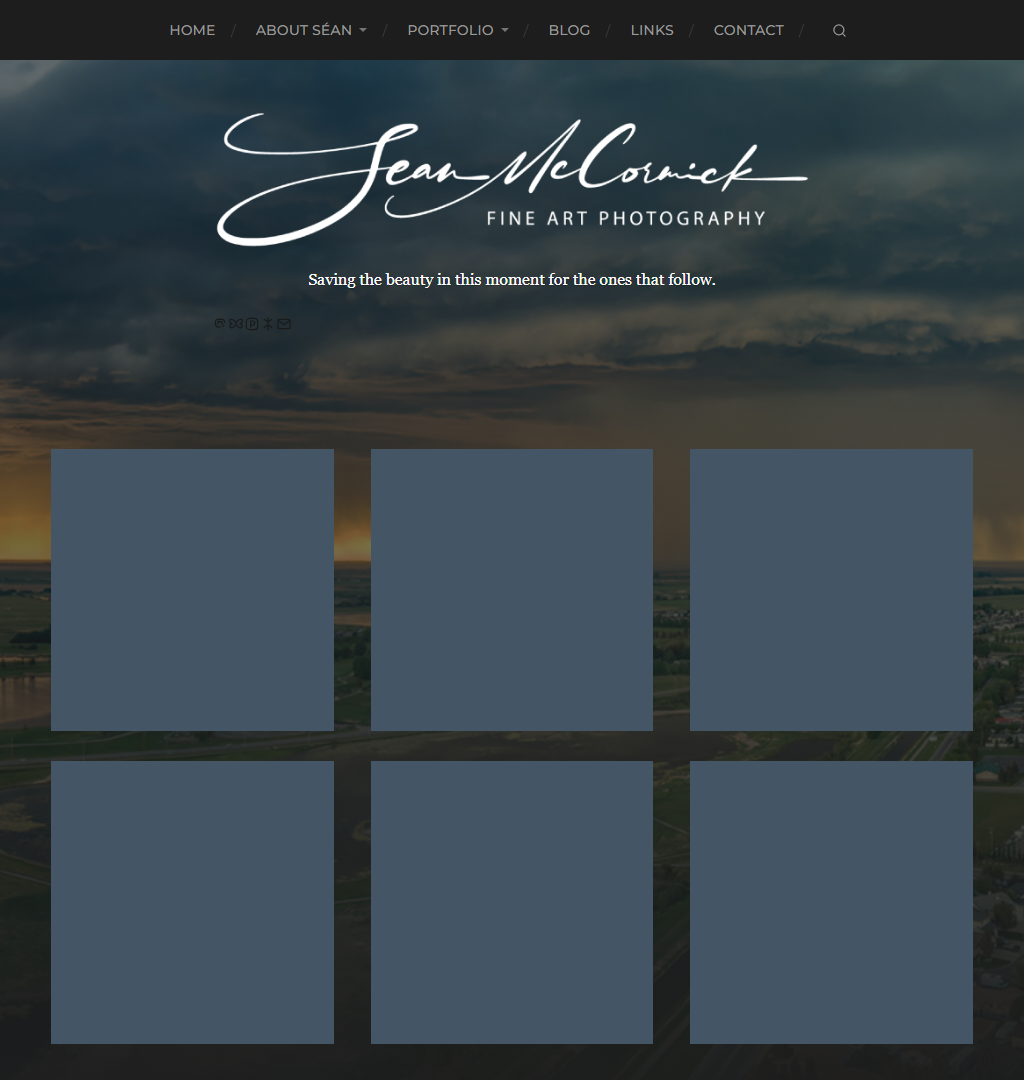 HOME / ABOUT SÉAN / PORTFOLIO / BLOG / LINKS / CONTACT /
Sean McCormick
FINE ART PHOTOGRAPHY
Saving the beauty in this moment for the ones that follow.